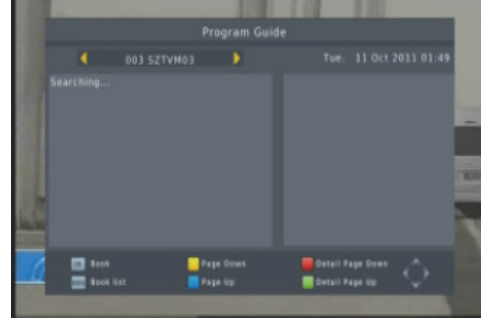 Program Guide
003 SZTVM03
Tue. 11 Oct 2011 01:49
Searching...
OK Book
Page Down
Detail Page Down
Book list
Page Up
Detail Page Up